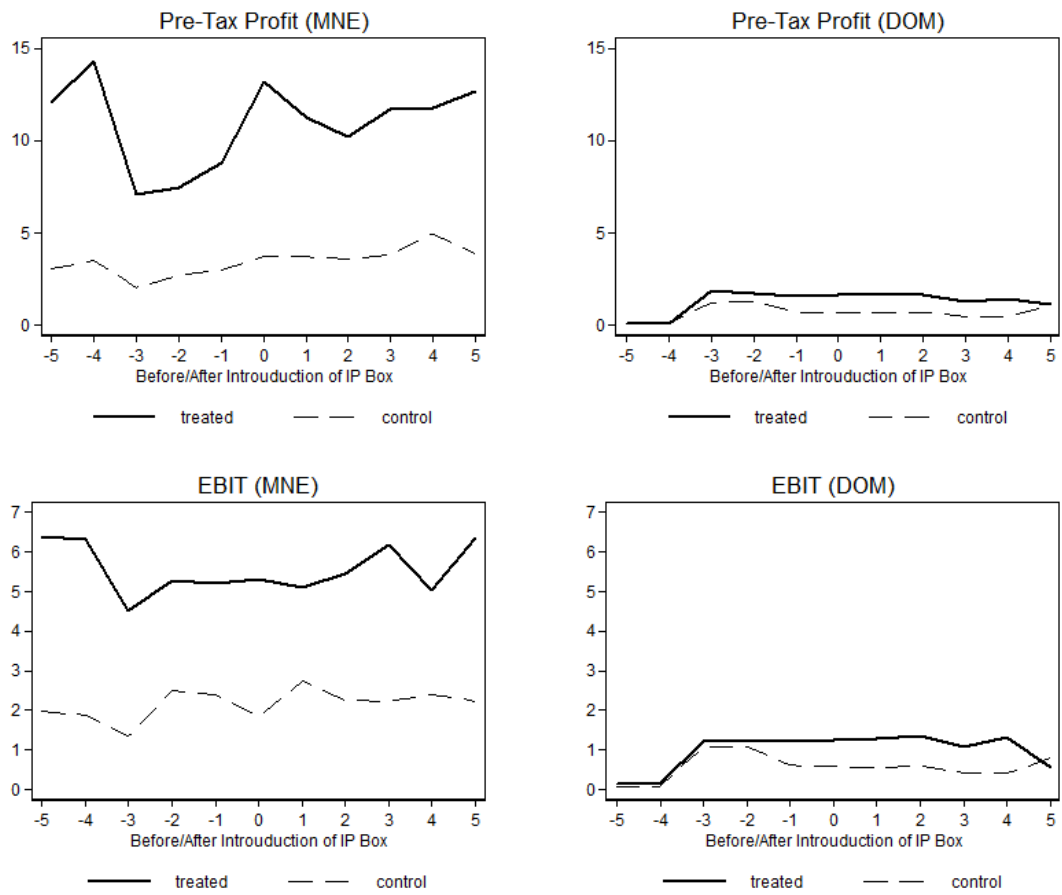 Pre-Tax Profit (MNE)
15
10
5
0
-5 -4 -3 -2 -1 0 1 2 3 4 5
Before/After Introuduction of IP Box
treated control
Pre-Tax Profit (DOM)
15
10
5
0
-5 -4 -3 -2 -1 0 1 2 3 4 5
Before/After Introuduction of IP Box
treated control
EBIT (MNE)
7
6
5
4
3
2
1
0
-5 -4 -3 -2 -1 0 1 2 3 4 5
Before/After Introuduction of IP Box
treated control
EBIT (DOM)
7
6
5
4
3
2
1
0
-5 -4 -3 -2 -1 0 1 2 3 4 5
Before/After Introuduction of IP Box
treated control